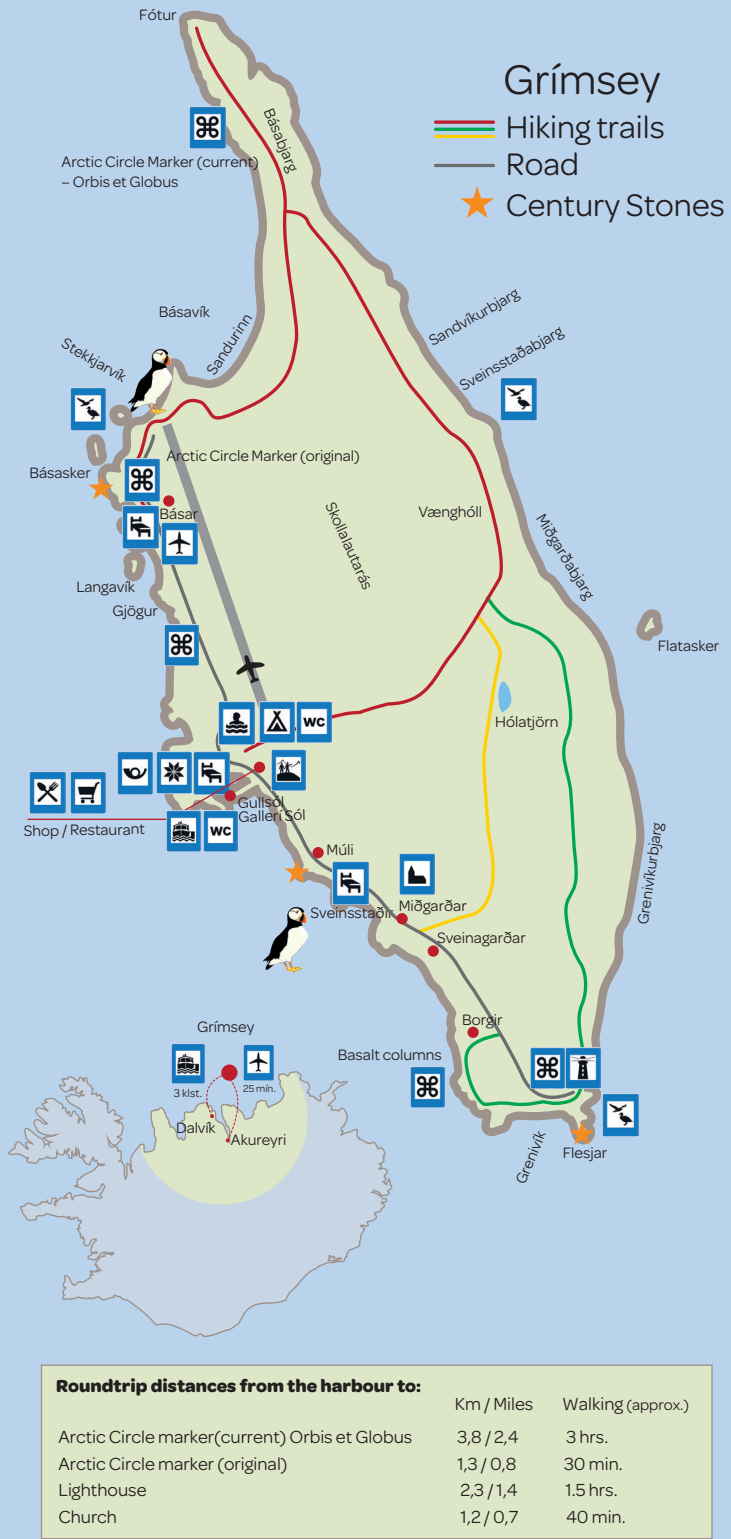 Fótur
Grímsey
Hiking trails
Road
Century Stones
Básabjarg
Arctic Circle Marker (current)
– Orbis et Globus
Básavík
Sandurinn
Stekkjarvík
Sandvíkurbjarg
Sveinsstaðabjarg
Básasker
Arctic Circle Marker (original)
Básar
Skollalautarás
Vænghóll
Miðgarðabjarg
Langavík
Gjögur
Flatasker
Hólatjörn
WC
Shop / Restaurant
Gullsól
Gallerí Sól
WC
Múli
Grenivíkurbjarg
Sveinsstaðir
Miðgarðar
Sveinagarðar
Borgir
Basalt columns
Grenivík
Flesjar
Grímsey
3 klst.
25 mín.
Dalvík
Akureyri
Roundtrip distances from the harbour to:
Km / Miles Walking (approx.)
Arctic Circle marker(current) Orbis et Globus 3,8 / 2,4 3 hrs.
Arctic Circle marker (original) 1,3 / 0,8 30 min.
Lighthouse 2,3 / 1,4 1.5 hrs.
Church 1,2 / 0,7 40 min.